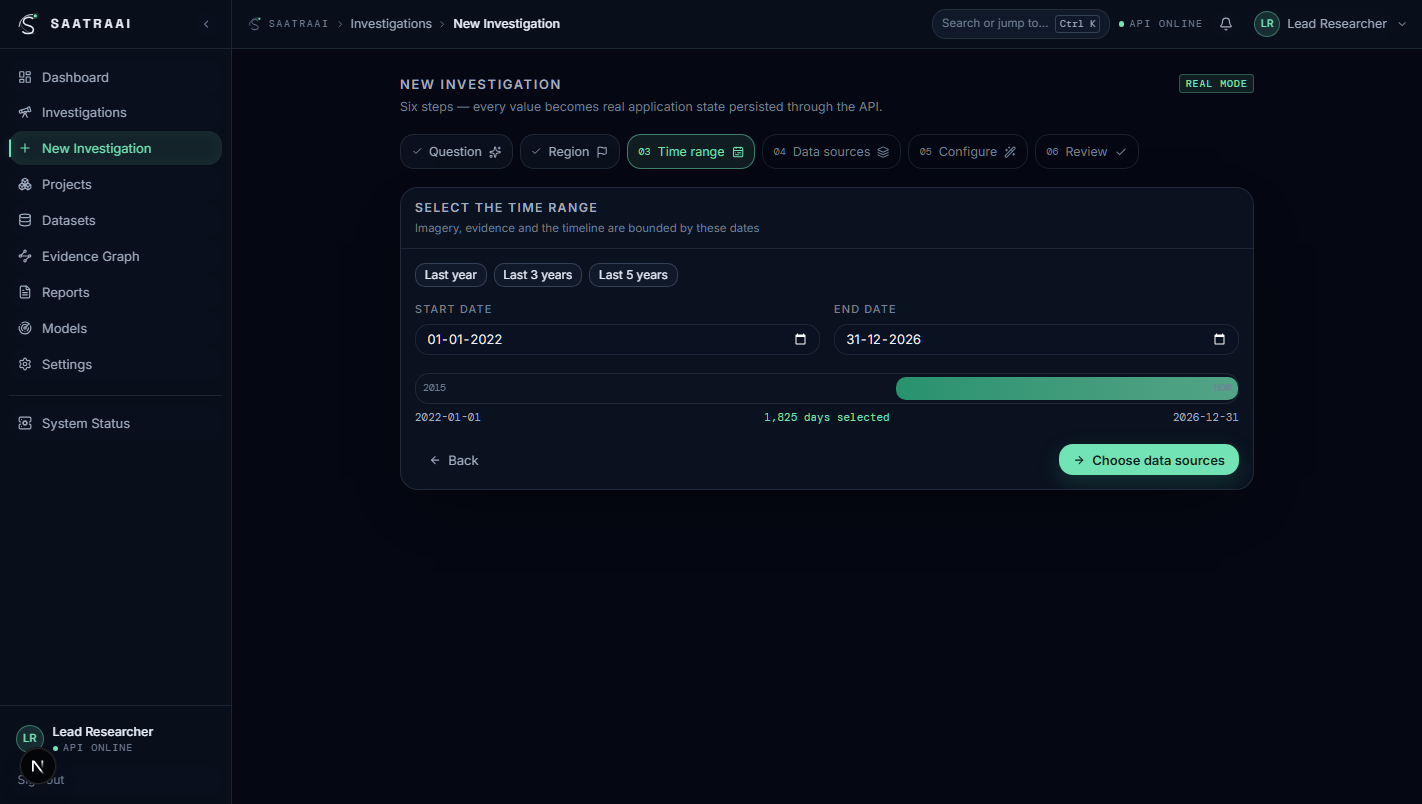 SAATRAAI
SAATRAAI > Investigations > New Investigation
Search or jump to... Ctrl K
API ONLINE
LR Lead Researcher
Dashboard
Investigations
New Investigation
Projects
Datasets
Evidence Graph
Reports
Models
Settings
System Status
LR Lead Researcher
API ONLINE
N
NEW INVESTIGATION
REAL MODE
Six steps — every value becomes real application state persisted through the API.
Question
Region
03 Time range
04 Data sources
05 Configure
06 Review
SELECT THE TIME RANGE
Imagery, evidence and the timeline are bounded by these dates
Last year
Last 3 years
Last 5 years
START DATE
END DATE
01-01-2022
31-12-2026
2015
2022-01-01
1,825 days selected
2026-12-31
Back
Choose data sources